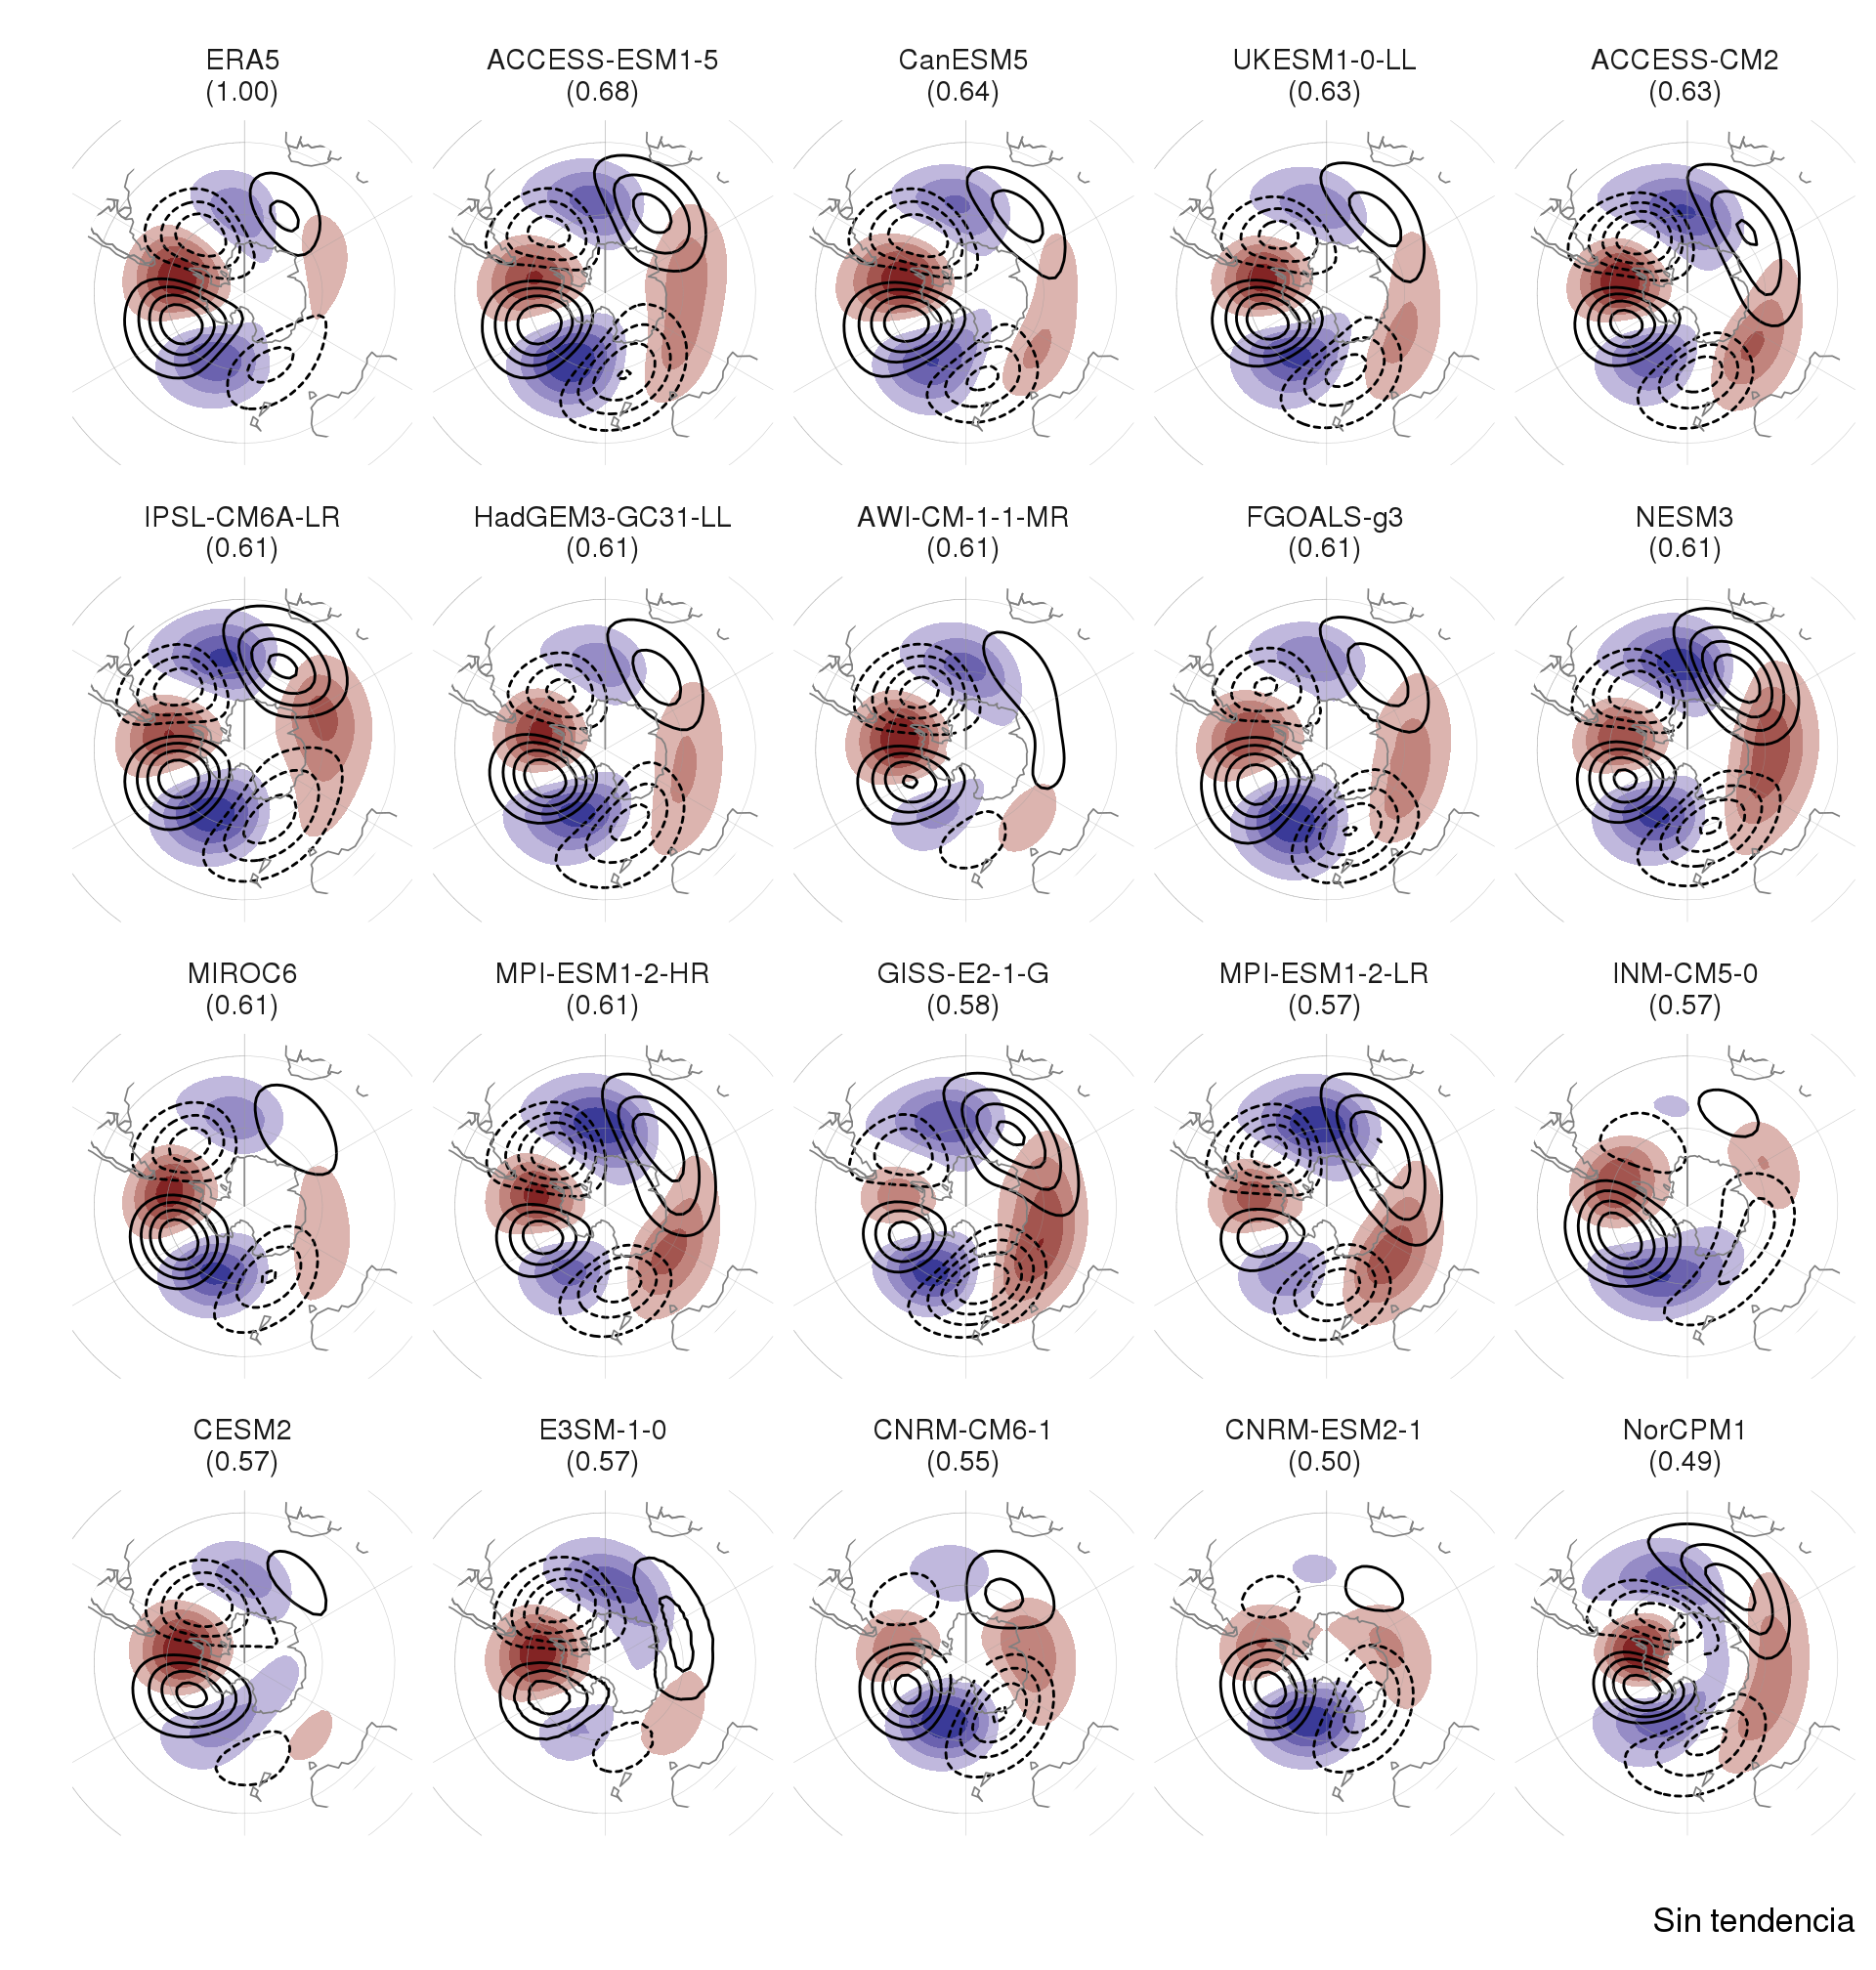 ERA5
(1.00)
ACCESS-ESM1-5
(0.68)
CanESM5
(0.64)
UKESM1-0-LL
(0.63)
ACCESS-CM2
(0.63)
IPSL-CM6A-LR
(0.61)
HadGEM3-GC31-LL
(0.61)
AWI-CM-1-1-MR
(0.61)
FGOALS-g3
(0.61)
NESM3
(0.61)
MIROC6
(0.61)
MPI-ESM1-2-HR
(0.61)
GISS-E2-1-G
(0.58)
MPI-ESM1-2-LR
(0.57)
INM-CM5-0
(0.57)
CESM2
(0.57)
E3SM-1-0
(0.57)
CNRM-CM6-1
(0.55)
CNRM-ESM2-1
(0.50)
NorCPM1
(0.49)
Sin tendencia